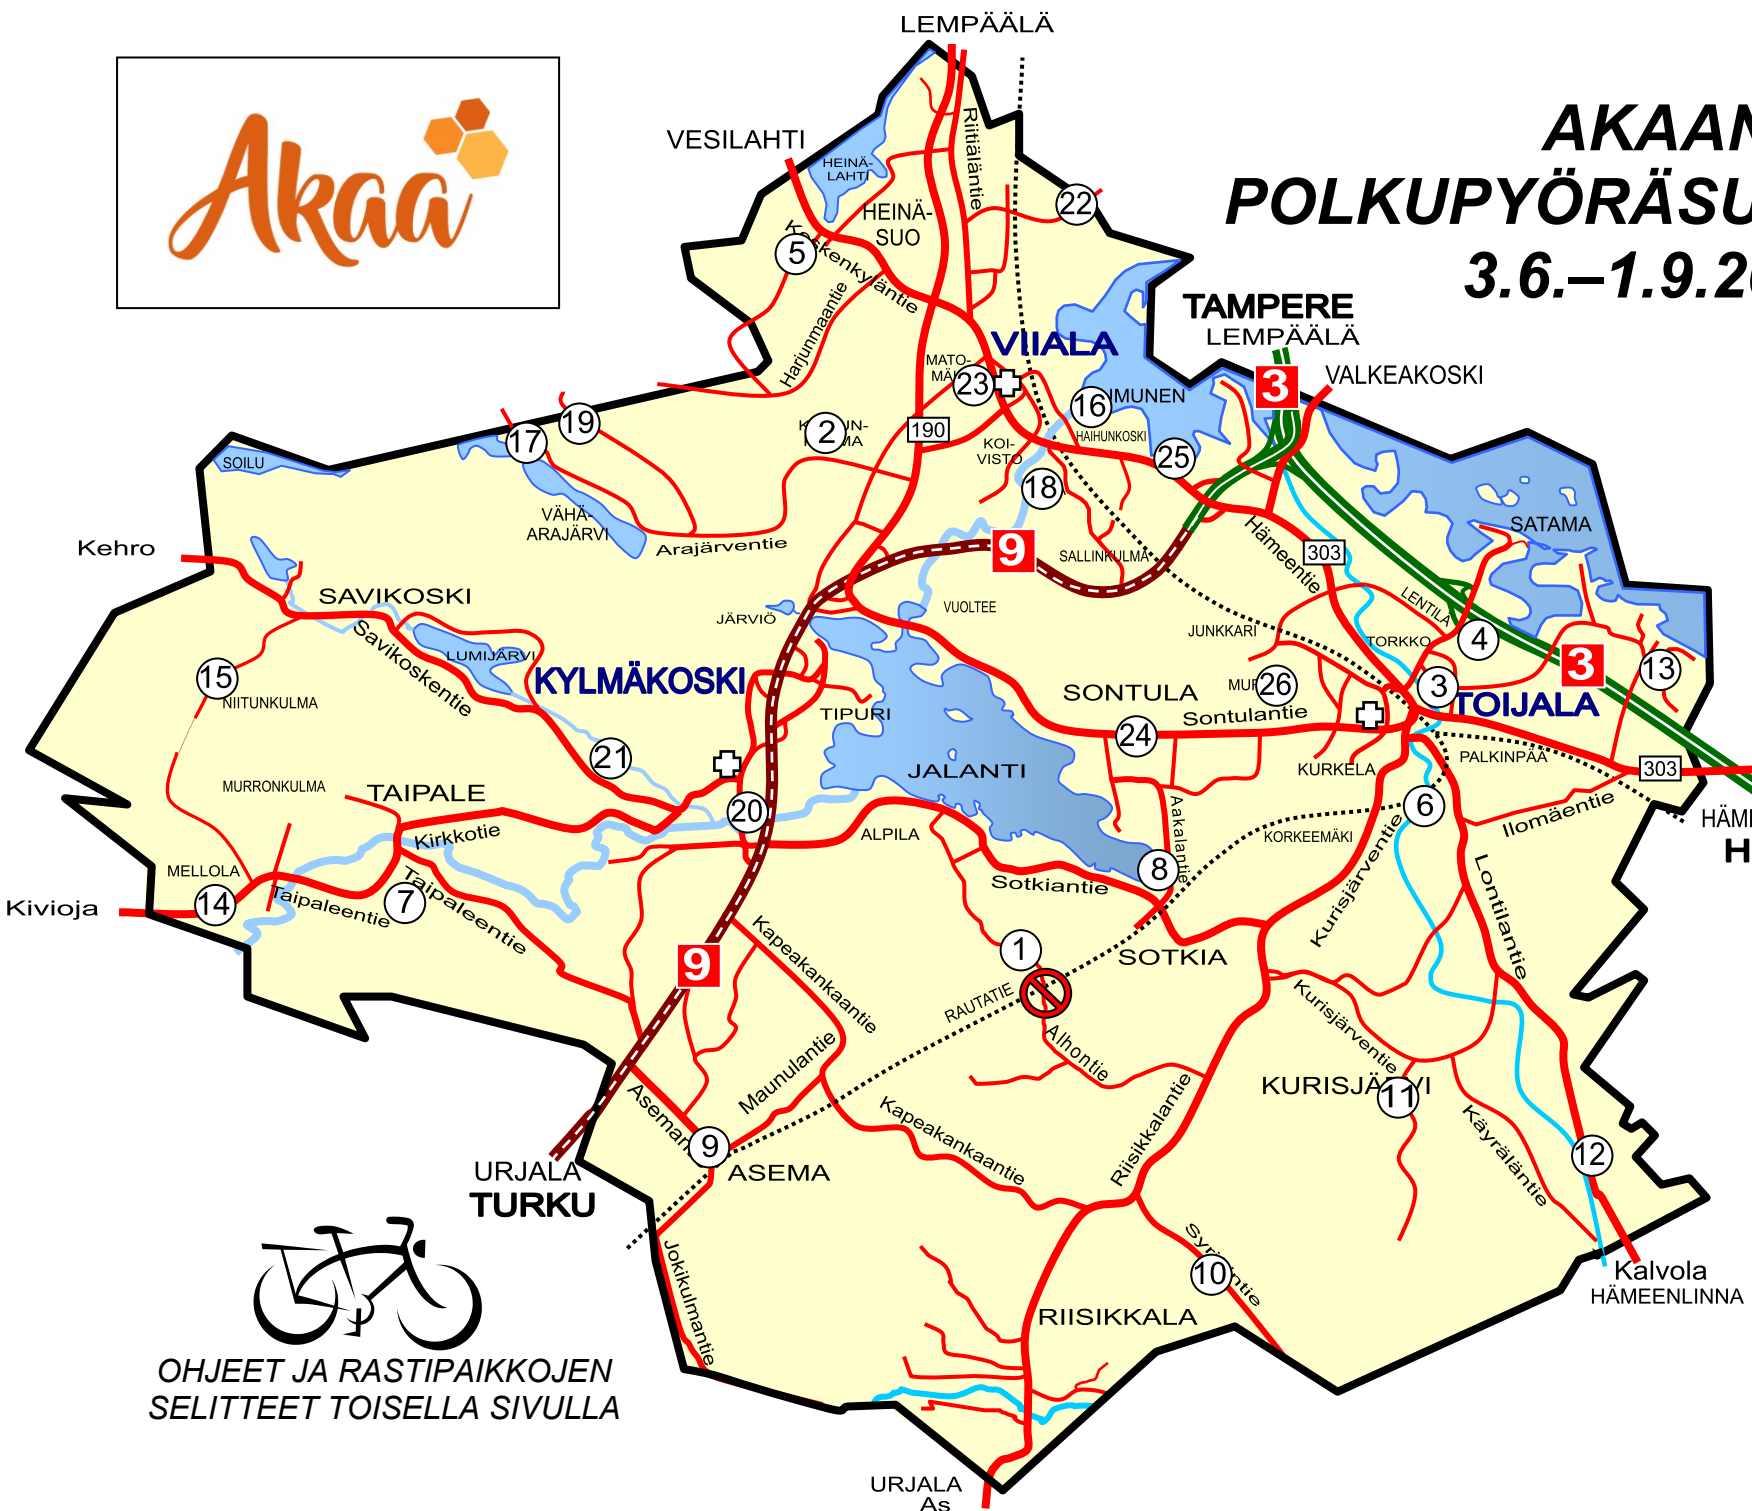 LEMPÄÄLÄ
Akaa
AKAAN
POLKUPYÖRÄSU
3.6.–1.9.20
VESILAHTI
Riitiäläntie
HEINÄ-
LAHTI
22
HEINÄ-
SUO
5
Koskenkyläntie
Harjunmaantie
TAMPERE
LEMPÄÄLÄ
VIIALA
MATO-
23
3
VALKEAKOSKI
16
IMUNEN
17
19
2
190
HAIHUNKOSKI
KOI-
VISTO
25
SOILU
18
VÄHÄ-
ARAJÄRVI
Arajärventie
SATAMA
Kehro
9
SALLINKULMA
Hämeentie
303
SAVIKOSKI
JÄRVIÖ
VUOLTEE
LENTILÄ
JUNKKARI
TORKKO
4
Savikoskentie
LUMIJÄRVI
3
13
15
KYLMÄKOSKI
26
3
NIITUNKULMA
TIPURI
SONTULA
Sontulantie
TOIJALA
24
21
JALANTI
KURKELA
PALKINPÄÄ
303
MURRONKULMA
TAIPALE
20
6
Ilomäentie
Kirkkotie
ALPILA
Aakalantie
KORKEEMÄKI
MELLOLA
8
Kivioja
14
Taipaleentie
7
Taipaleentie
Sotkiantie
Kurisjärventie
Lontilantie
9
Kapeakankaantie
1
SOTKIA
RAUTATIE
Kurisjärventie
Alhontie
Maunulantie
KURISJÄRVI
11
9
Kapeakankaantie
Riisikkalantie
Käyräläntie
12
URJALA
TURKU
ASEMA
10
Jokikulmantie
RIISIKKALA
Kalvola
HÄMEENLINNA
OHJEET JA RASTIPAIKKOJEN
SELITTEET TOISELLA SIVULLA
URJALA
As